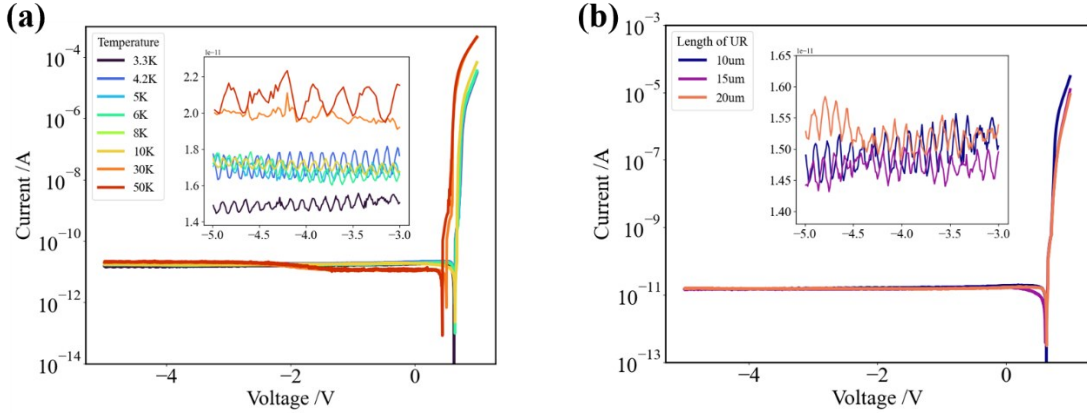 (a)
Temperature
3.3K
4.2K
5K
6K
8K
10K
30K
50K
1e−11
2.2
2.0
1.8
1.6
1.4
−5.0 −4.5 −4.0 −3.5 −3.0
10⁻⁴
10⁻⁶
10⁻⁸
10⁻¹⁰
10⁻¹²
10⁻¹⁴
Current /A
−4 −2 0
Voltage /V
(b)
Length of UR
10um
15um
20um
1e−11
1.65
1.60
1.55
1.50
1.45
1.40
−5.0 −4.5 −4.0 −3.5 −3.0
10⁻³
10⁻⁵
10⁻⁷
10⁻⁹
10⁻¹¹
10⁻¹³
Current /A
−4 −2 0
Voltage /V